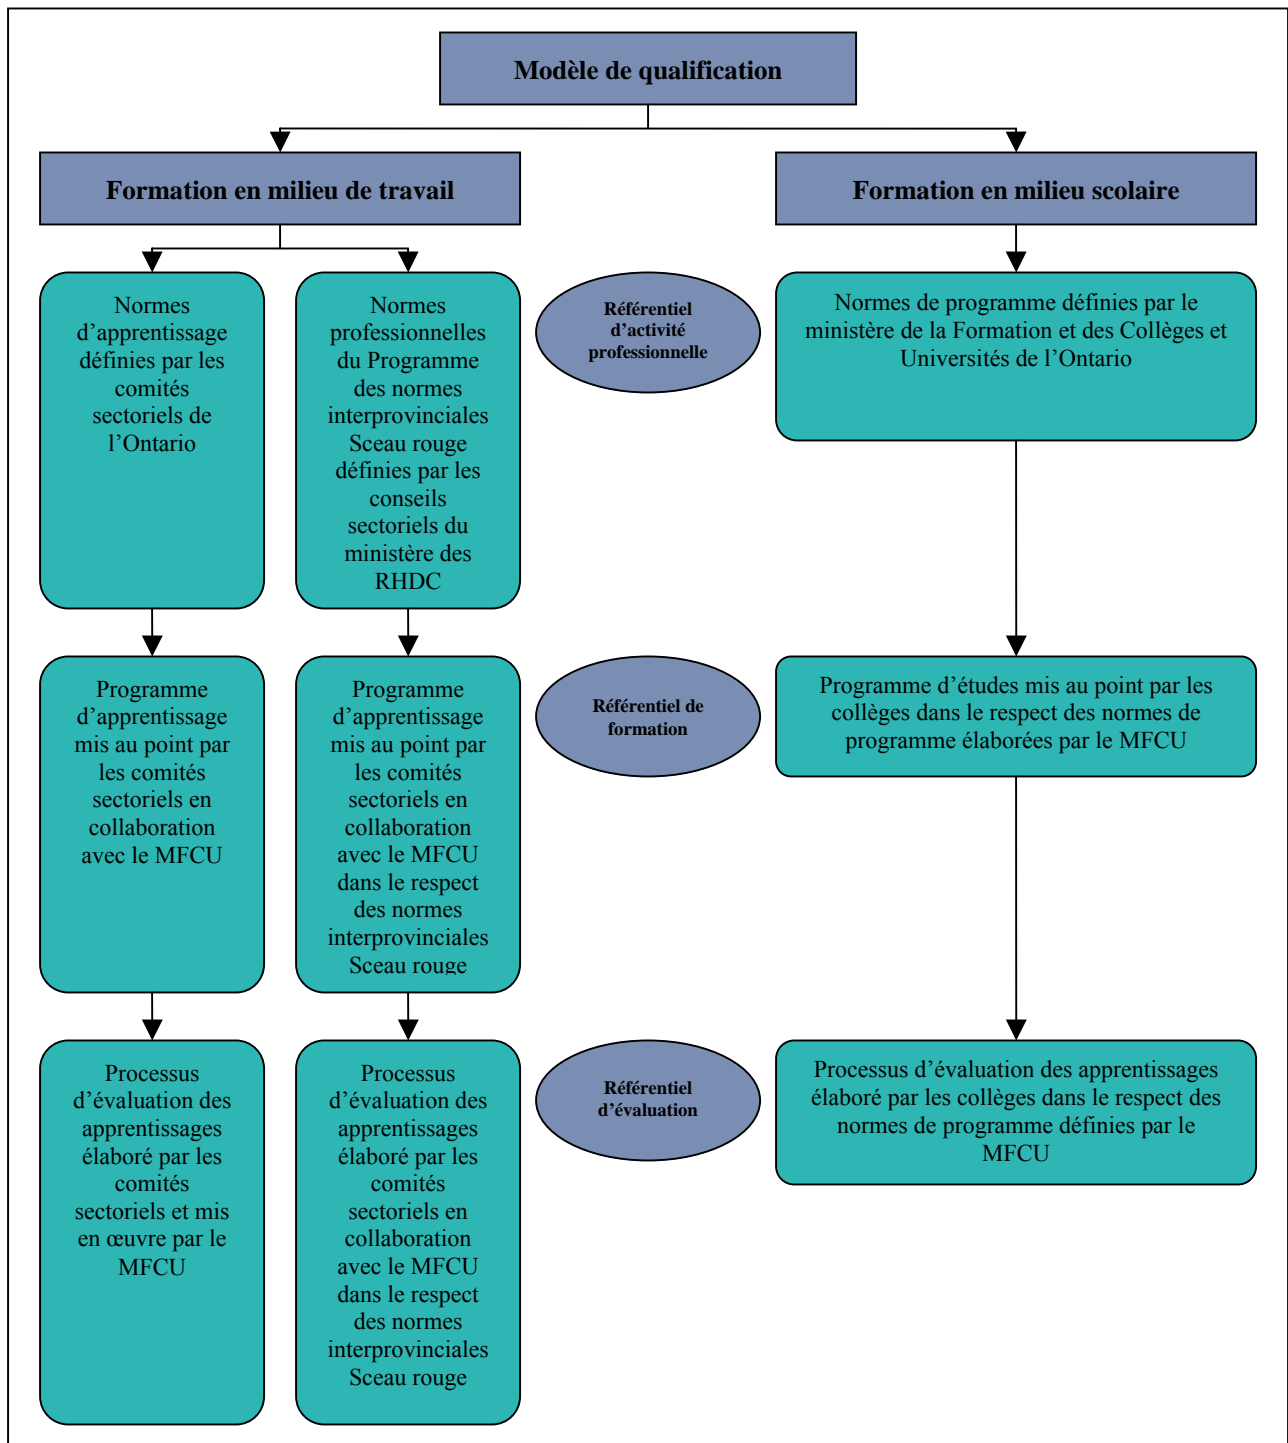 Modèle de qualification
Formation en milieu de travail
Formation en milieu scolaire
Normes
d’apprentissage
définies par les
comités
sectoriels de
l’Ontario
Normes
professionnelles
du Programme
des normes
interprovinciales
Sceau rouge
définies par les
conseils
sectoriels du
ministère des
RHDC
Référentiel
d’activité
professionnelle
Normes de programme définies par le
ministère de la Formation et des Collèges et
Universités de l’Ontario
Programme
d’apprentissage
mis au point par
les comités
sectoriels en
collaboration
avec le MFCU
Programme
d’apprentissage
mis au point par
les comités
sectoriels en
collaboration
avec le MFCU
dans le respect
des normes
interprovinciales
Sceau rouge
Référentiel de
formation
Programme d’études mis au point par les
collèges dans le respect des normes de
programme élaborées par le MFCU
Processus
d’évaluation des
apprentissages
élaboré par les
comités
sectoriels et mis
en œuvre par le
MFCU
Processus
d’évaluation des
apprentissages
élaboré par les
comités
sectoriels en
collaboration
avec le MFCU
dans le respect
des normes
interprovinciales
Sceau rouge
Référentiel
d’évaluation
Processus d’évaluation des apprentissages
élaboré par les collèges dans le respect des
normes de programme définies par le
MFCU